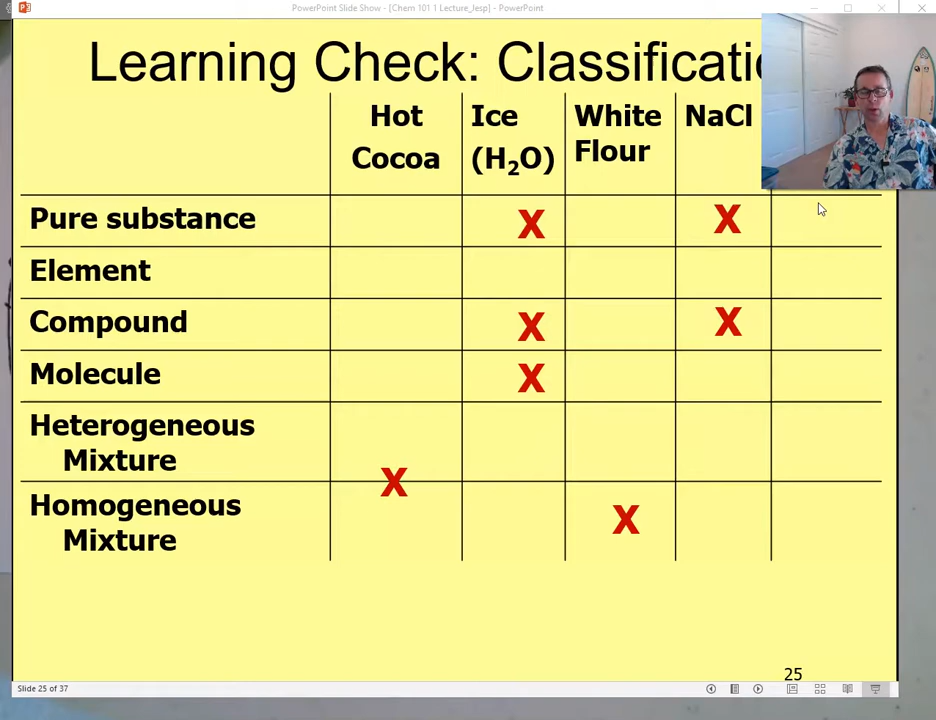 PowerPoint Slide Show - [Chem 101 1 Lecture_Jesp] - PowerPoint
Learning Check: Classificatio
Hot Cocoa
Ice (H₂O)
White Flour
NaCl
Pure substance X X
Element
Compound X X
Molecule X
Heterogeneous
Mixture
X
Homogeneous
Mixture X
25
Slide 25 of 37